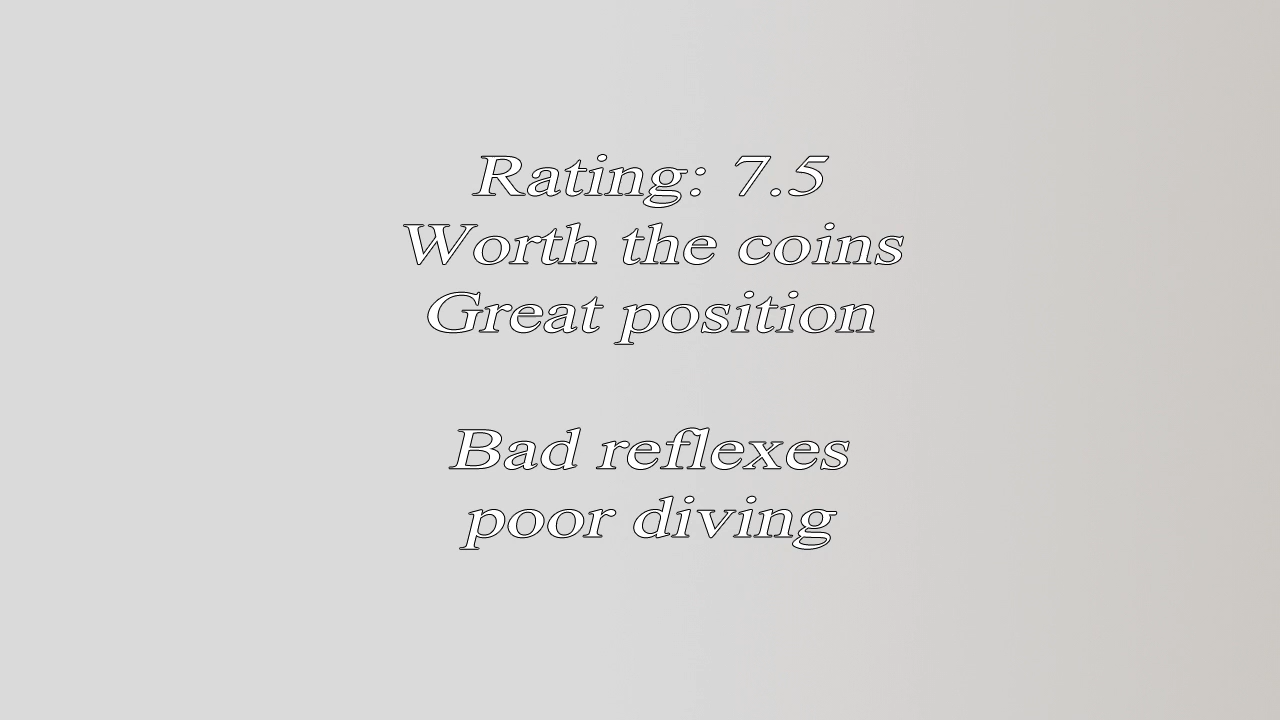 Rating: 7.5
Worth the coins
Great position
Bad reflexes
poor diving